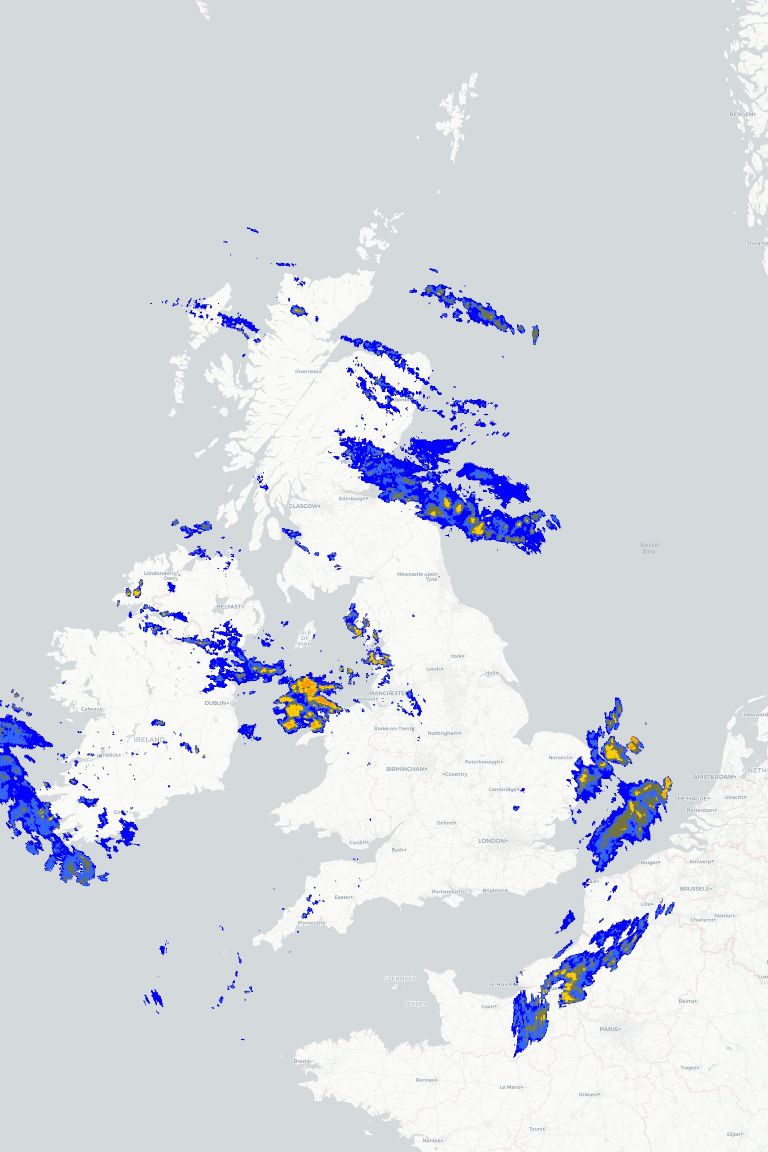 BERGEN
Stavang
Inverness
GLASGOW
Edinburgh
North
Sea
Londonderry
Derry
Newcastle upon
Tyne
BELFAST
ISLE
OF
MAN
York
Leeds
Hull
MANCHESTER
DUBLIN
Galway
Stoke-on-Trent
Nottingham
IRELAND
Limerick
Norwich
Peterborough
BIRMINGHAM
Coventry
Cambridge
AMSTERDAM
NETH
THE HAGUE
Utrecht
Rotterdam
Oxford
LONDON
Cardiff
Bath
Bruges
Antwerp
BRUSSELS
Exeter
Portsmouth
Brighton
Plymouth
Lille
Charleroi
Namur
GUERNSEY
JERSEY
LE HAVRE
Caen
Reims
PARIS
Brest
Rennes
Le Mans
Troyes
Orléans
Tours
Nantes
Dijon